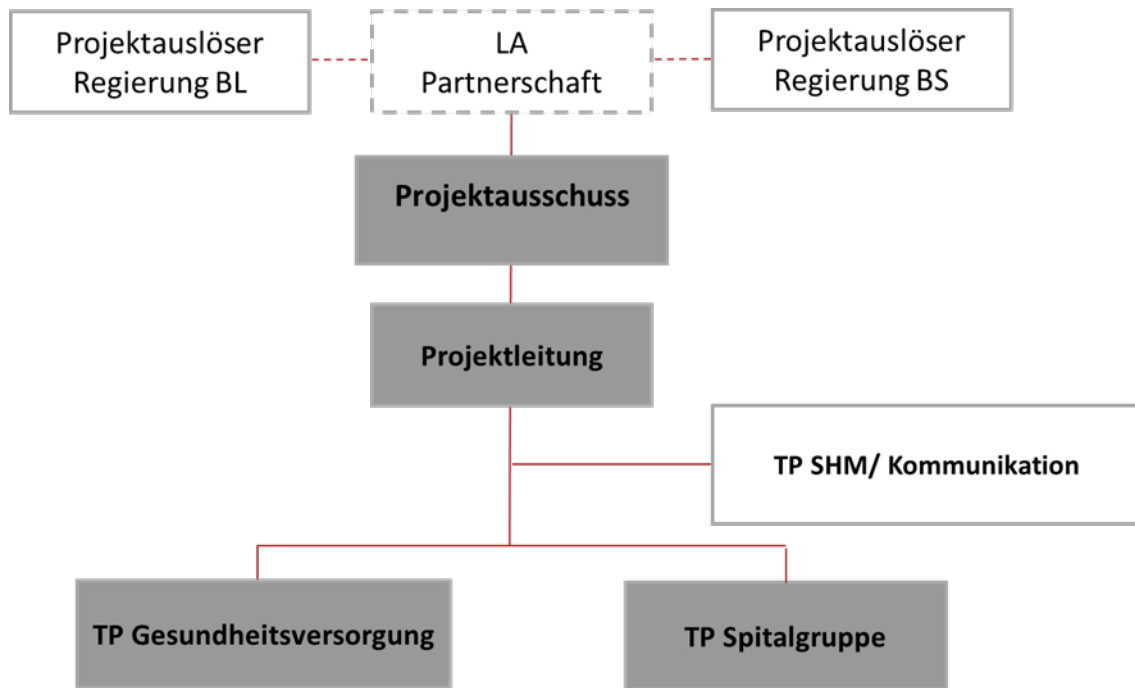 Projektauslöser
Regierung BL
LA
Partnerschaft
Projektauslöser
Regierung BS
Projektausschuss
Projektleitung
TP SHM/ Kommunikation
TP Gesundheitsversorgung
TP Spitalgruppe